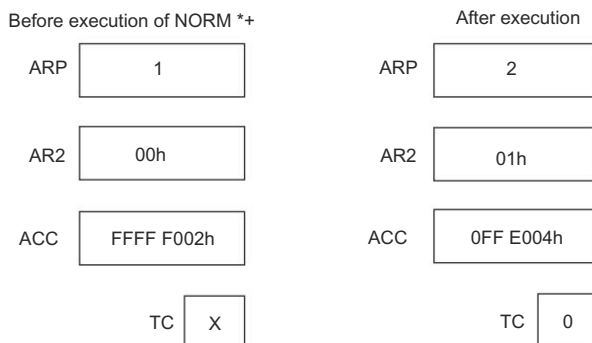 Before execution of NORM *+
After execution
ARP 1
ARP 2
AR2 00h
AR2 01h
ACC FFFF F002h
ACC 0FF E004h
TC X
TC 0